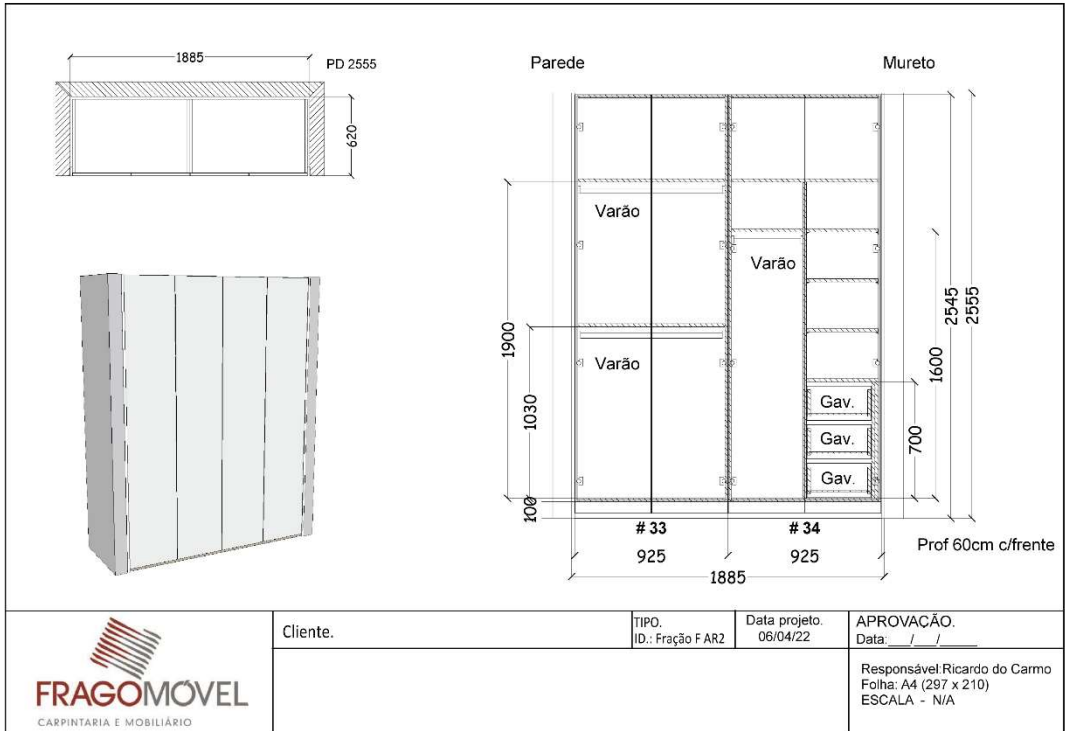 1885
PD 2555
620
Parede
Mureto
Varão
Varão
Varão
Varão
1900
1030
100
2545
2555
1600
700
Gav.
Gav.
Gav.
# 33
# 34
925
925
1885
Prof 60cm c/frente
FRAGOMÓVEL
CARPINTARIA E MOBILIÁRIO
Cliente.
TIPO.
ID.: Fração F AR2
Data projeto.
06/04/22
APROVAÇÃO.
Data:___/___/______
Responsável:Ricardo do Carmo
Folha: A4 (297 x 210)
ESCALA - N/A